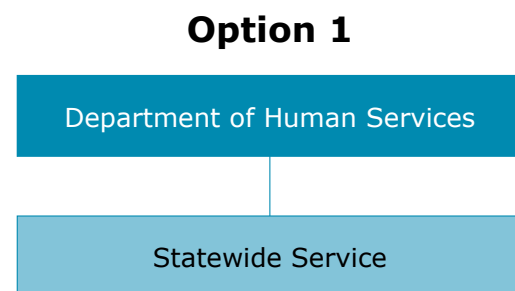 Option 1
Department of Human Services
Statewide Service